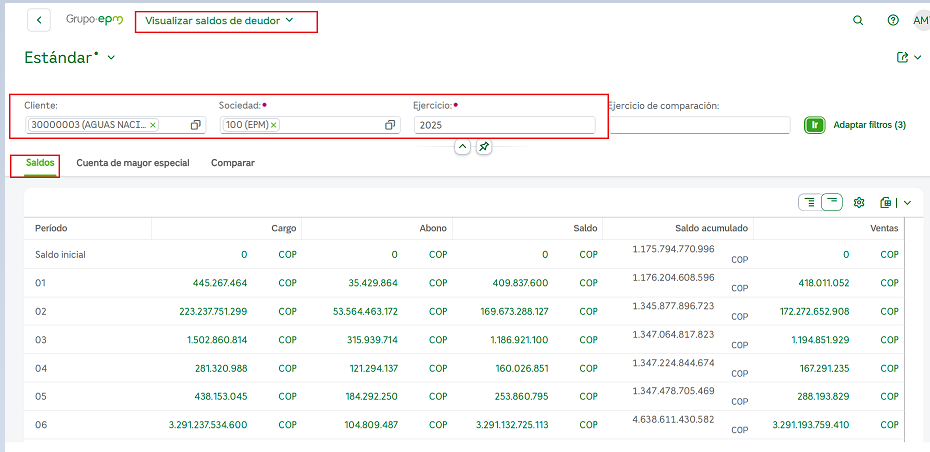 Grupo·epm Visualizar saldos de deudor AM
Estándar*
Cliente: Sociedad: Ejercicio: Ejercicio de comparación:
30000003 (AGUAS NACI... × 100 (EPM) × 2025 Ir Adaptar filtros (3)
Saldos Cuenta de mayor especial Comparar
Período Cargo Abono Saldo Saldo acumulado Ventas
Saldo inicial 0 COP 0 COP 0 COP 1.175.794.770.996 COP 0 COP
01 445.267.464 COP 35.429.864 COP 409.837.600 COP 1.176.204.608.596 COP 418.011.052 COP
02 223.237.751.299 COP 53.564.463.172 COP 169.673.288.127 COP 1.345.877.896.723 COP 172.272.652.908 COP
03 1.502.860.814 COP 315.939.714 COP 1.186.921.100 COP 1.347.064.817.823 COP 1.194.851.929 COP
04 281.320.988 COP 121.294.137 COP 160.026.851 COP 1.347.224.844.674 COP 167.291.235 COP
05 438.153.045 COP 184.292.250 COP 253.860.795 COP 1.347.478.705.469 COP 288.193.829 COP
06 3.291.237.534.600 COP 104.809.487 COP 3.291.132.725.113 COP 4.638.611.430.582 COP 3.291.193.759.410 COP